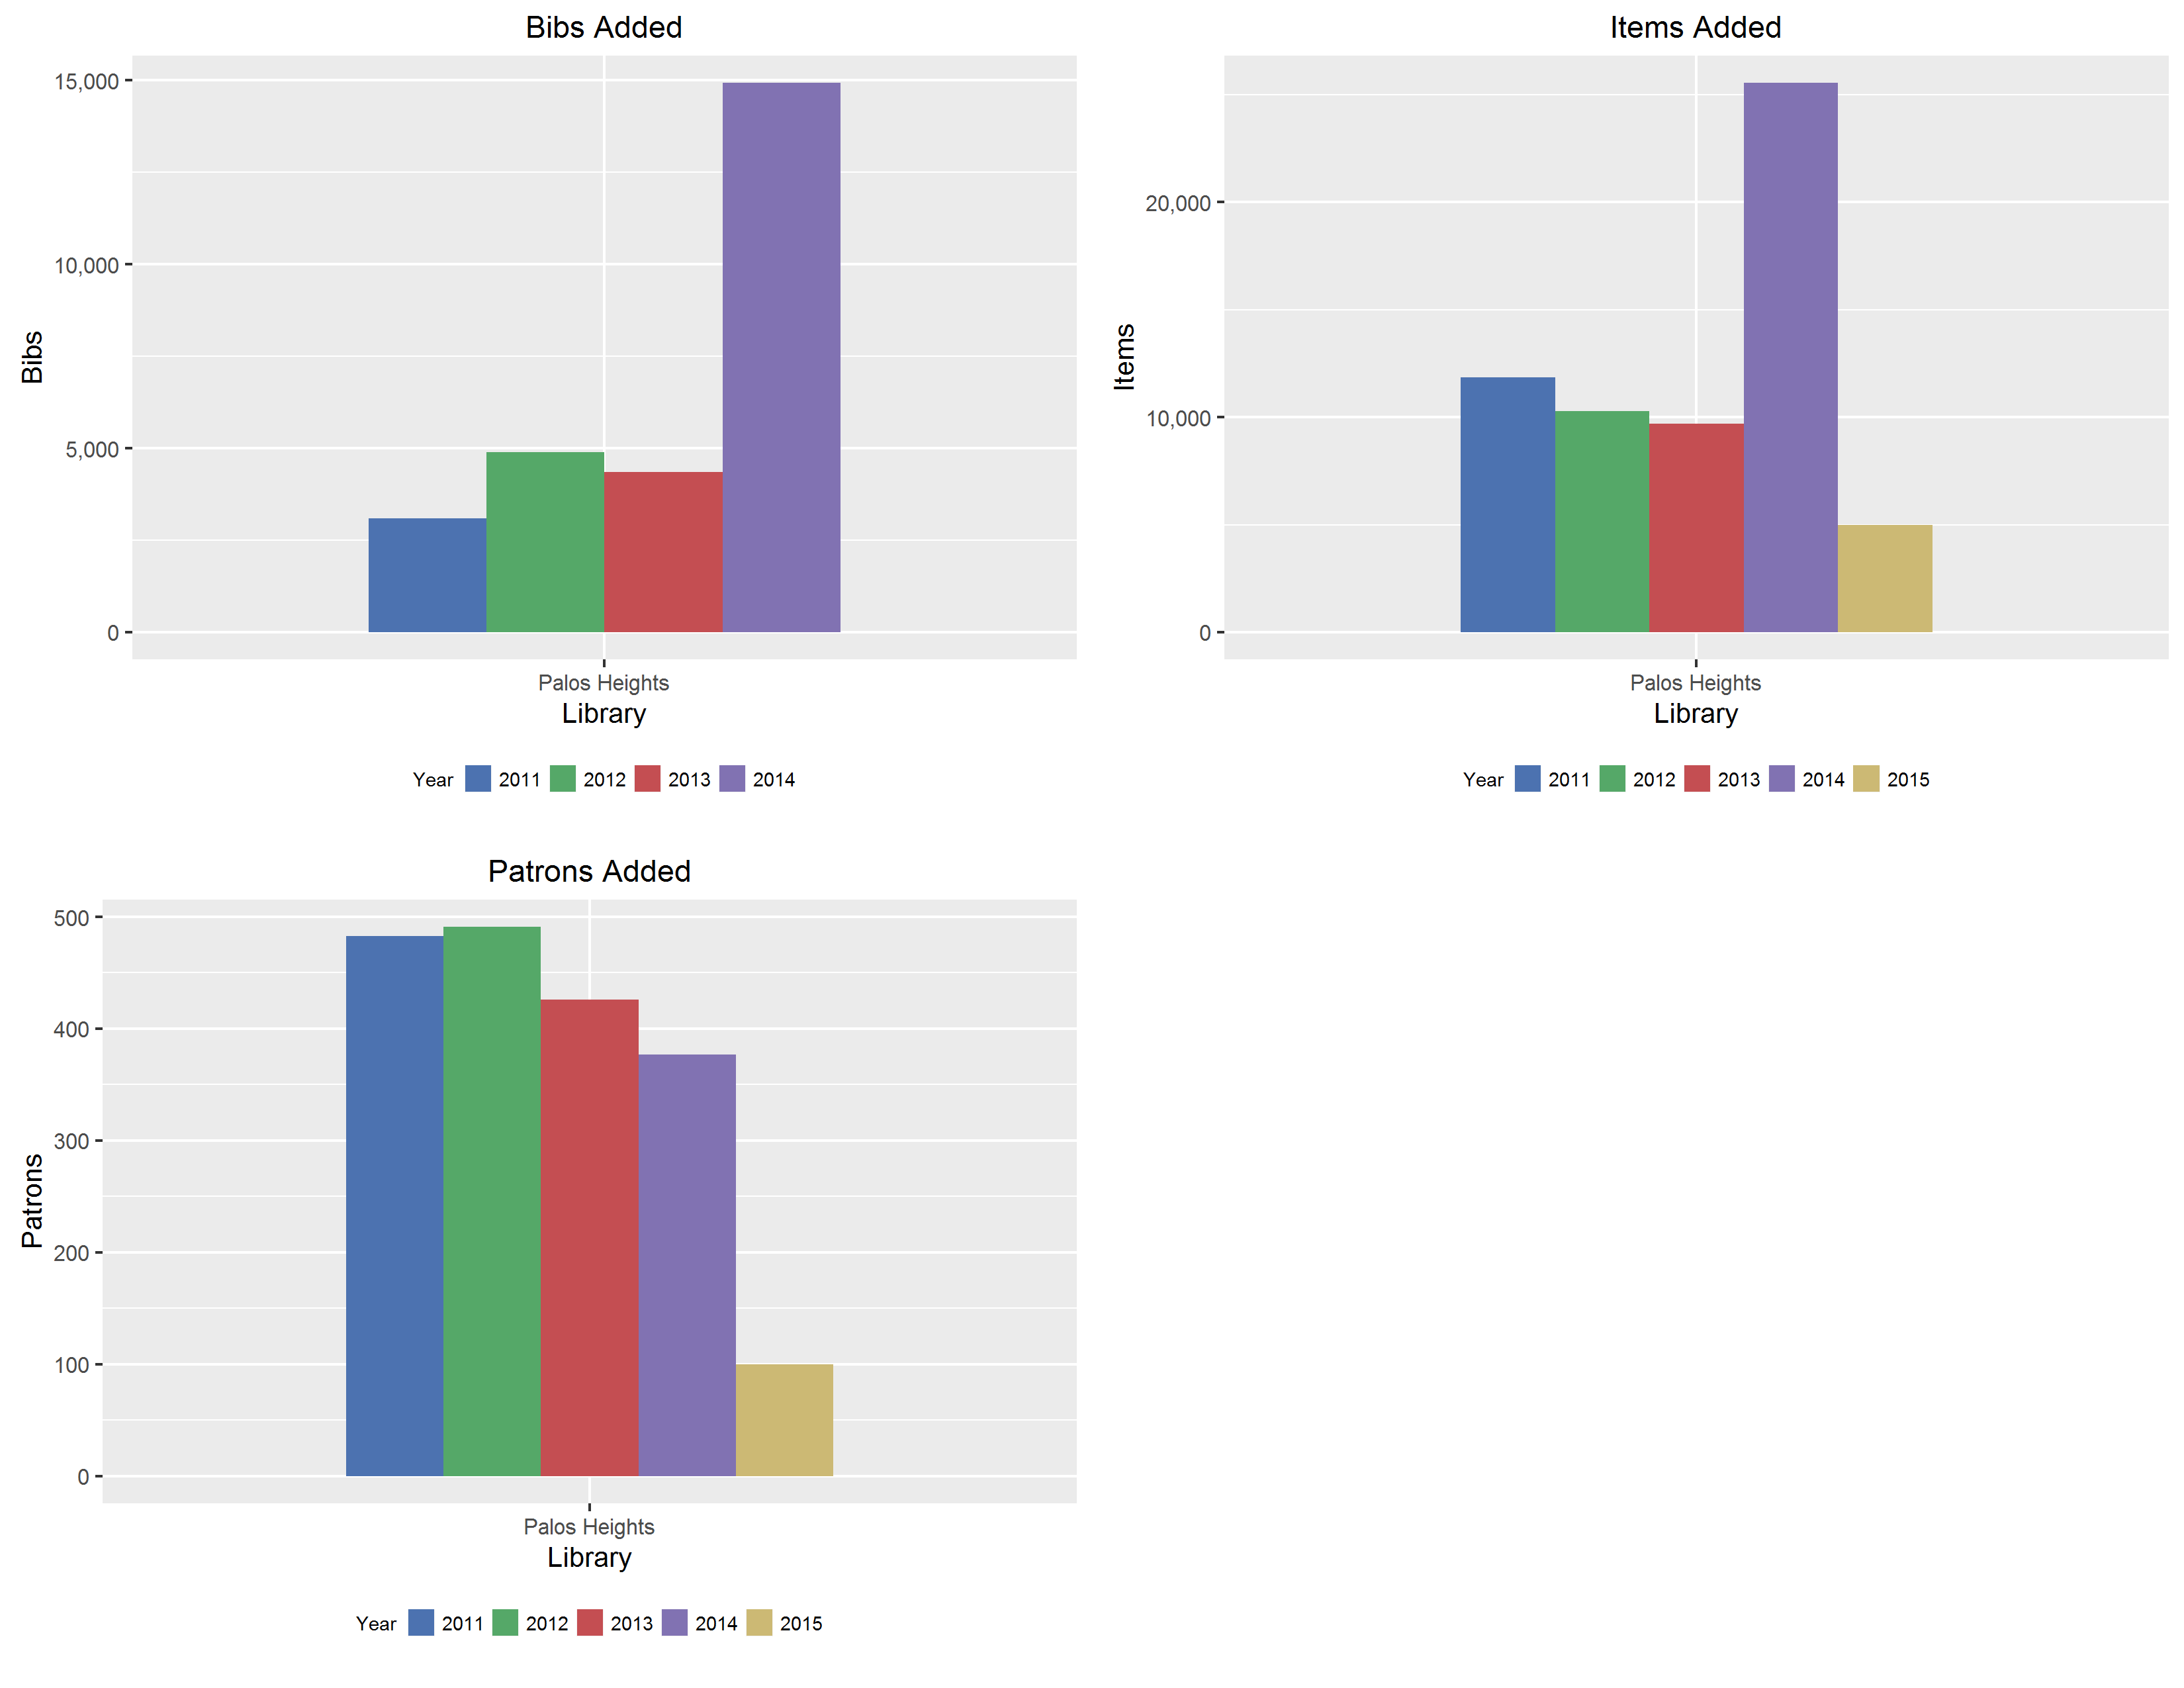 Bibs Added
Bibs
15,000
10,000
5,000
0
Palos Heights
Library
Year 2011 2012 2013 2014
Items Added
Items
20,000
10,000
0
Palos Heights
Library
Year 2011 2012 2013 2014 2015
Patrons Added
Patrons
500
400
300
200
100
0
Palos Heights
Library
Year 2011 2012 2013 2014 2015